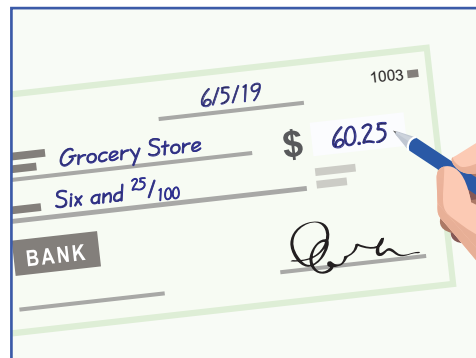 1003
6/5/19
Grocery Store
$ 60.25
Six and 25/100
BANK